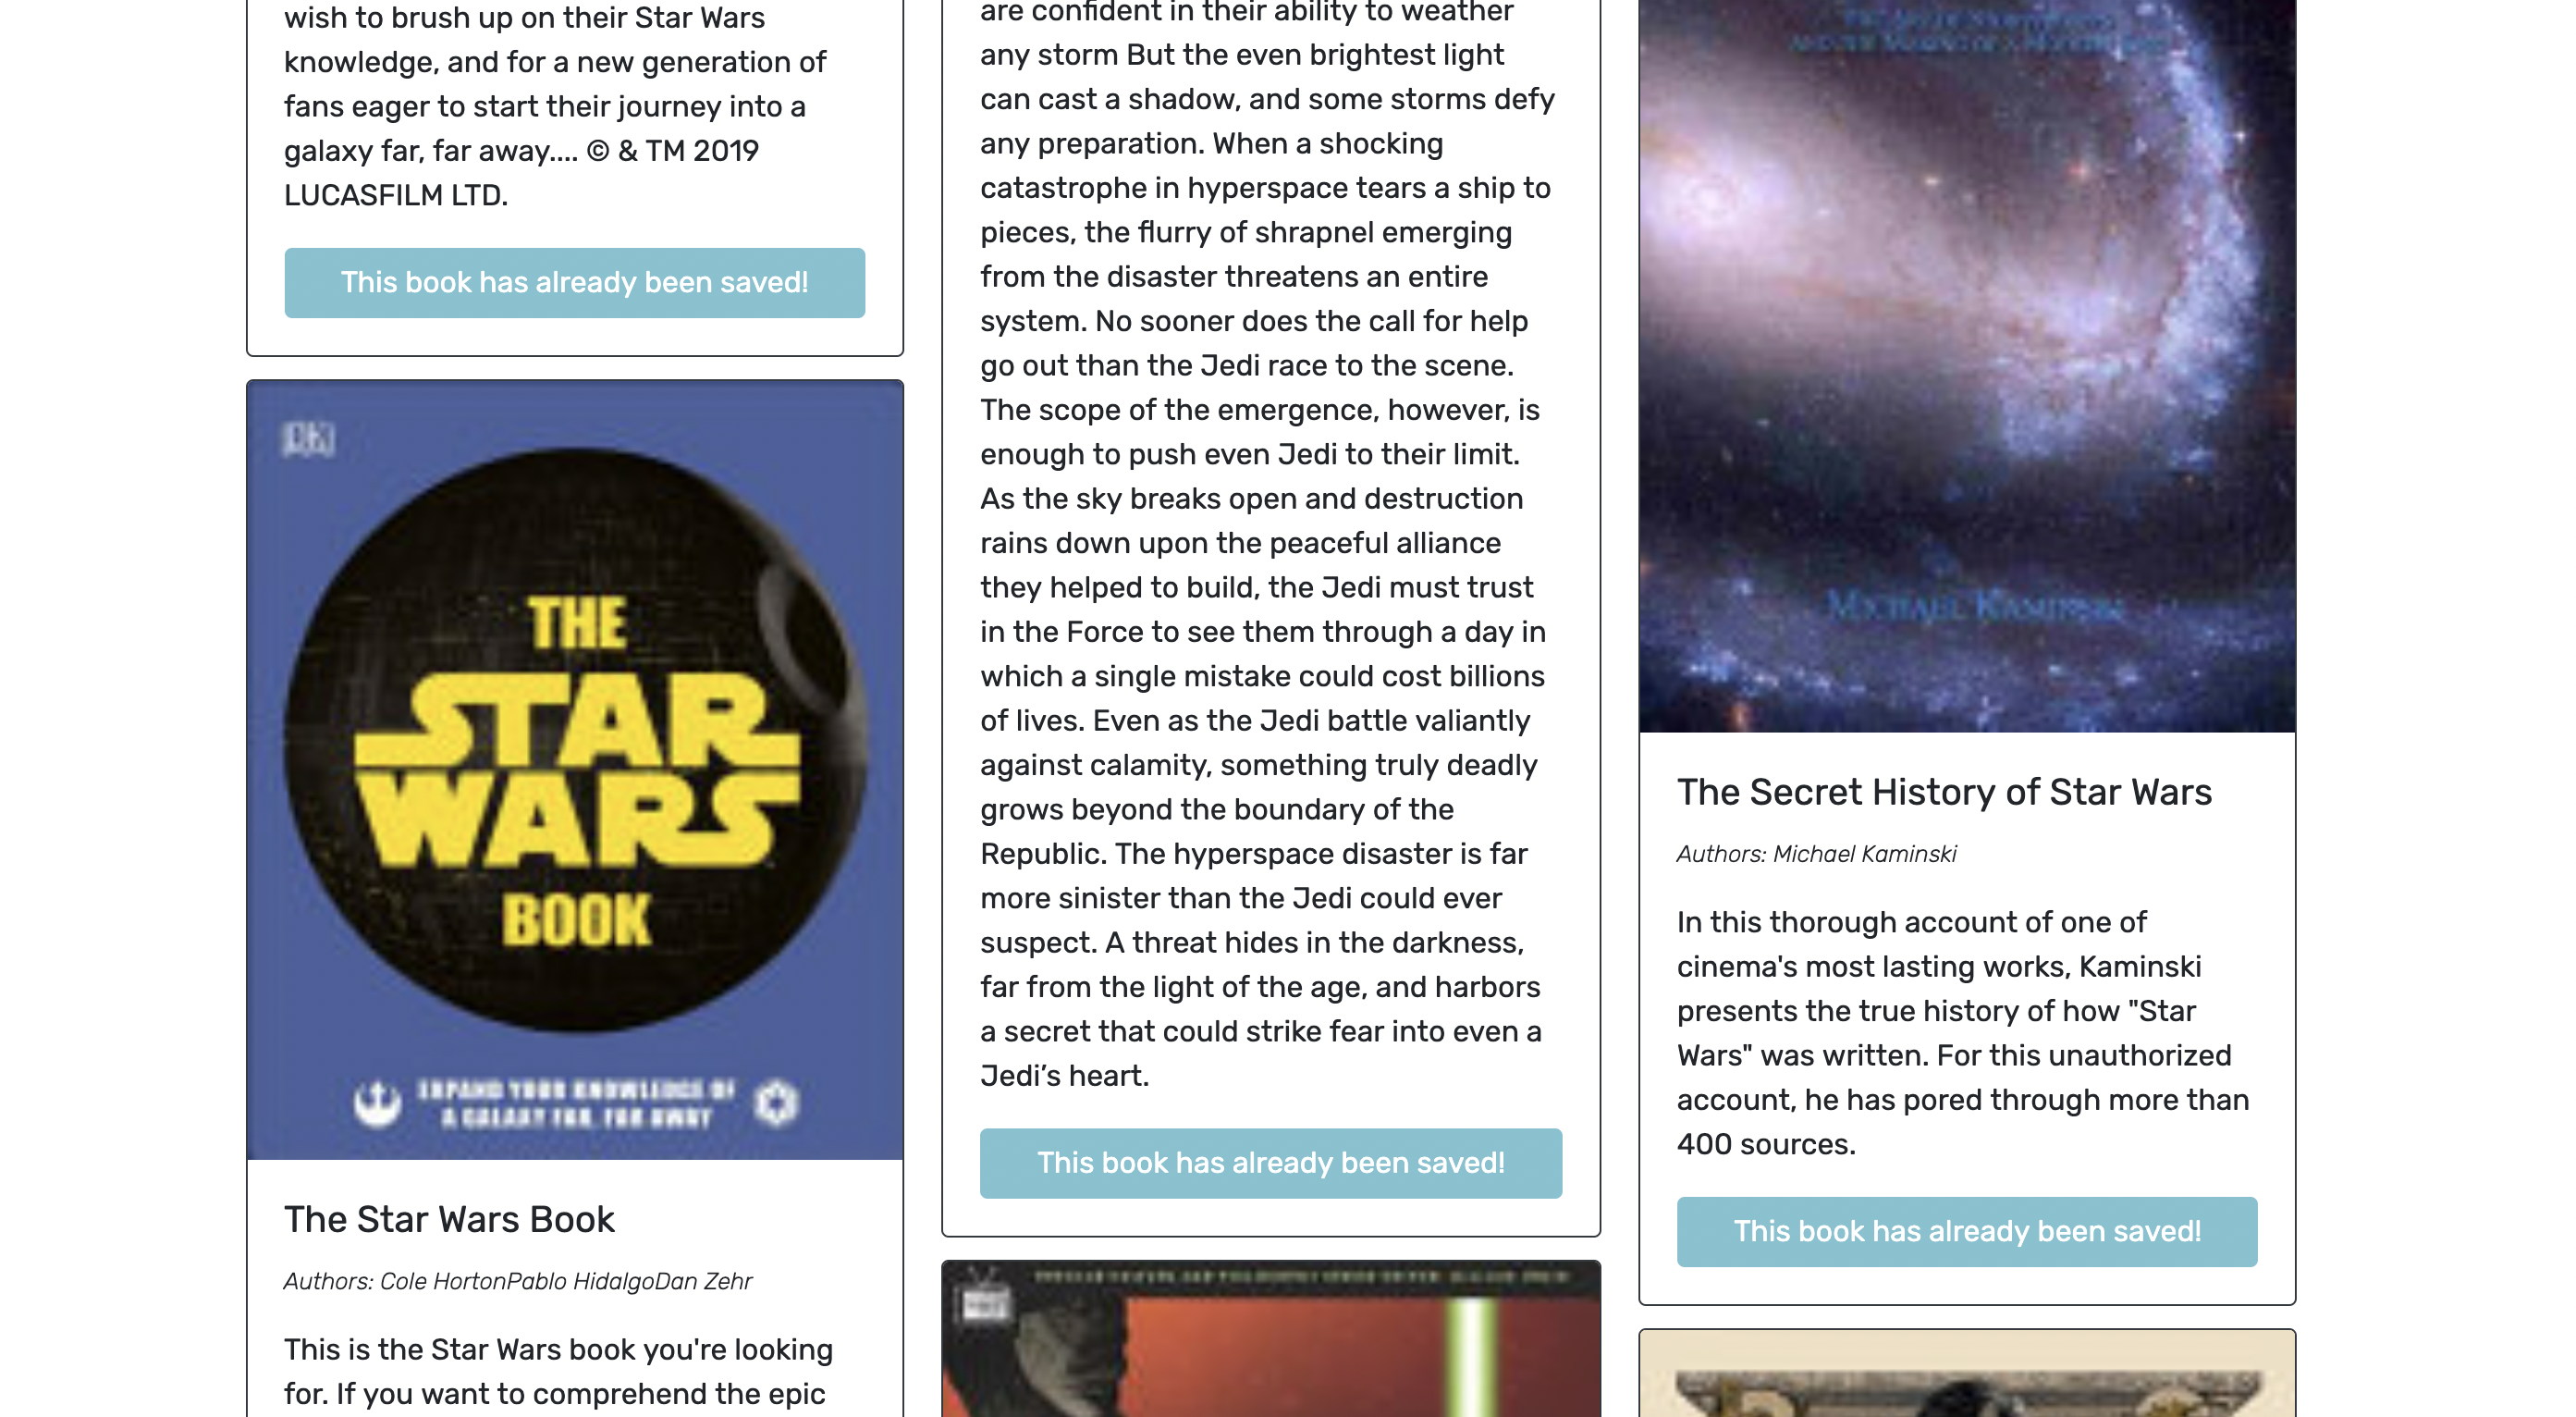 wish to brush up on their Star Wars
knowledge, and for a new generation of
fans eager to start their journey into a
galaxy far, far away.... © & TM 2019
LUCASFILM LTD.
This book has already been saved!
DK
THE
STAR
WARS
BOOK
EXPAND YOUR KNOWLEDGE OF
A GALAXY FAR, FAR AWAY
The Star Wars Book
Authors: Cole HortonPablo HidalgoDan Zehr
This is the Star Wars book you're looking
for. If you want to comprehend the epic
are confident in their ability to weather
any storm But the even brightest light
can cast a shadow, and some storms defy
any preparation. When a shocking
catastrophe in hyperspace tears a ship to
pieces, the flurry of shrapnel emerging
from the disaster threatens an entire
system. No sooner does the call for help
go out than the Jedi race to the scene.
The scope of the emergence, however, is
enough to push even Jedi to their limit.
As the sky breaks open and destruction
rains down upon the peaceful alliance
they helped to build, the Jedi must trust
in the Force to see them through a day in
which a single mistake could cost billions
of lives. Even as the Jedi battle valiantly
against calamity, something truly deadly
grows beyond the boundary of the
Republic. The hyperspace disaster is far
more sinister than the Jedi could ever
suspect. A threat hides in the darkness,
far from the light of the age, and harbors
a secret that could strike fear into even a
Jedi’s heart.
This book has already been saved!
MICHAEL KAMINSKI
The Secret History of Star Wars
Authors: Michael Kaminski
In this thorough account of one of
cinema's most lasting works, Kaminski
presents the true history of how "Star
Wars" was written. For this unauthorized
account, he has pored through more than
400 sources.
This book has already been saved!